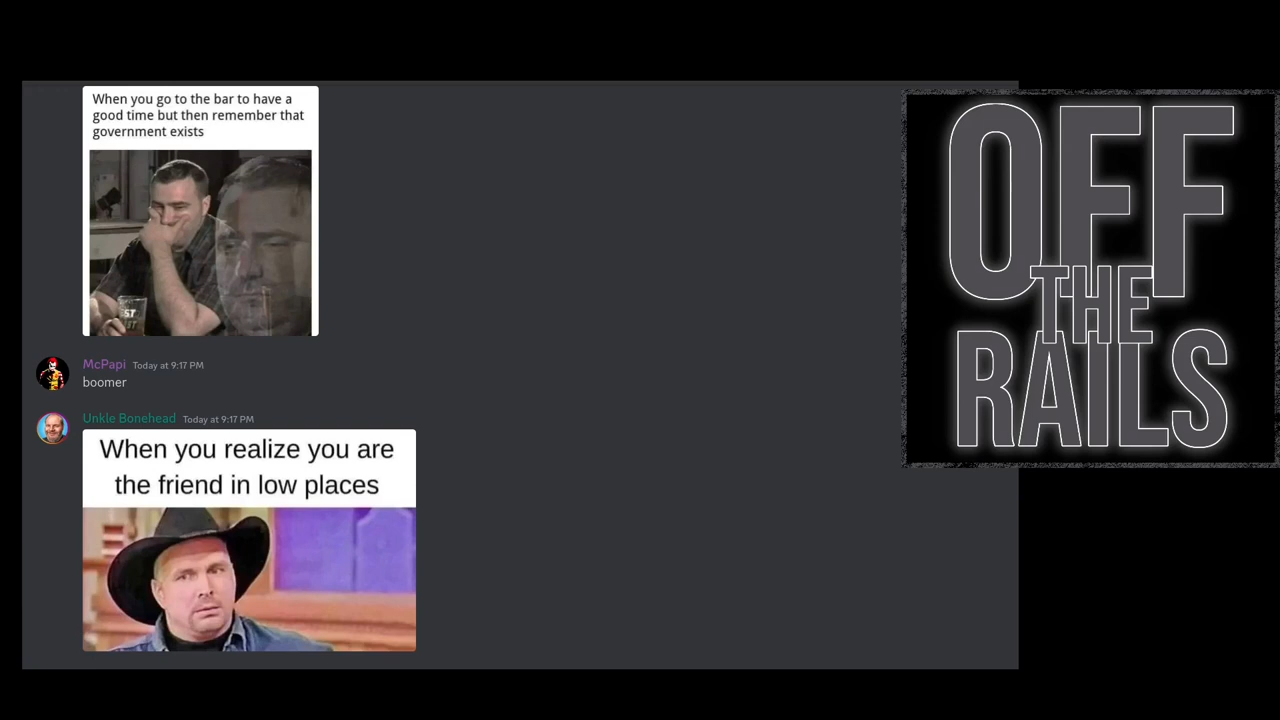 When you go to the bar to have a
good time but then remember that
government exists
McPapi Today at 9:17 PM
boomer
Unkle Bonehead Today at 9:17 PM
When you realize you are
the friend in low places
OFF
THE
RAILS